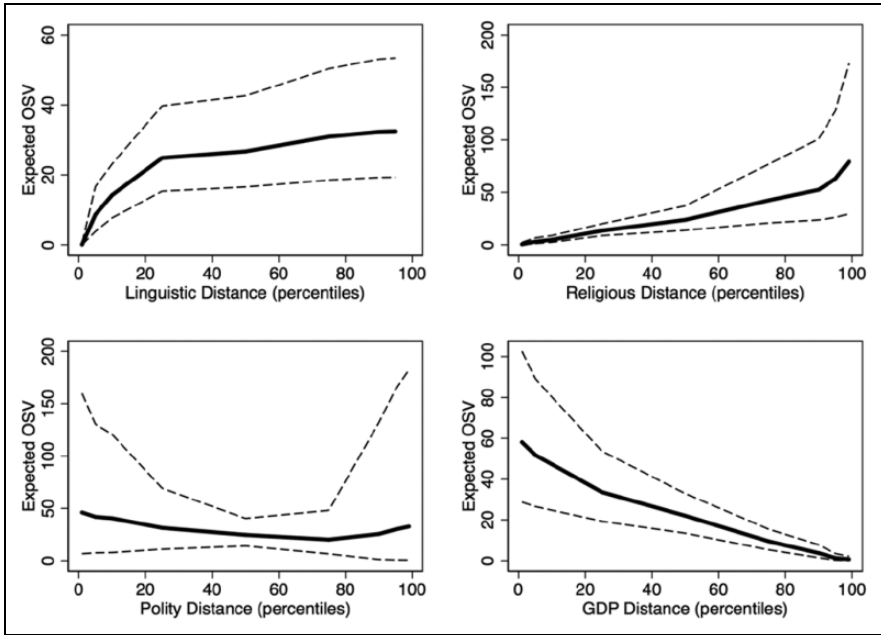 Expected OSV
0 20 40 60
0 20 40 60 80 100
Linguistic Distance (percentiles)
Expected OSV
0 50 100 150 200
0 20 40 60 80 100
Religious Distance (percentiles)
Expected OSV
0 50 100 150 200
0 20 40 60 80 100
Polity Distance (percentiles)
Expected OSV
0 20 40 60 80 100
0 20 40 60 80 100
GDP Distance (percentiles)